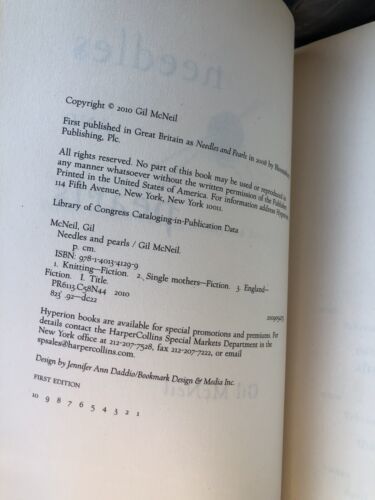 needles
Copyright © 2010 Gil McNeil
First published in Great Britain as Needles and Pearls in 2008 by Bloomsbury
Publishing, Plc.
All rights reserved. No part of this book may be used or reproduced in
any manner whatsoever without the written permission of the Publisher.
Printed in the United States of America. For information address Hyperion,
114 Fifth Avenue, New York, New York 10011.
Library of Congress Cataloging-in-Publication Data
McNeil, Gil
Needles and pearls / Gil McNeil.
p. cm.
ISBN: 978-1-4013-4129-9
1. Knitting—Fiction. 2. Single mothers—Fiction. 3. England—
Fiction. I. Title.
PR6113.C58N44 2010
823'.92—dc22
Hyperion books are available for special promotions and premiums. For
details contact the HarperCollins Special Markets Department in the
New York office at 212-207-7528, fax 212-207-7222, or email
spsales@harpercollins.com.
Design by Jennifer Ann Daddio/Bookmark Design & Media Inc.
Gil McNeil
FIRST EDITION
10 9 8 7 6 5 4 3 2 1